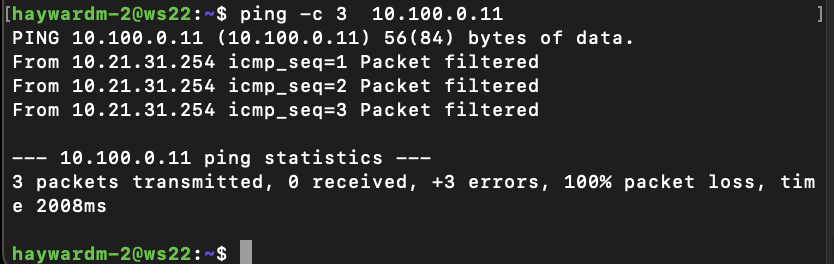 [haywardm-2@ws22:~$ ping -c 3  10.100.0.11 ]
PING 10.100.0.11 (10.100.0.11) 56(84) bytes of data.
From 10.21.31.254 icmp_seq=1 Packet filtered
From 10.21.31.254 icmp_seq=2 Packet filtered
From 10.21.31.254 icmp_seq=3 Packet filtered
--- 10.100.0.11 ping statistics ---
3 packets transmitted, 0 received, +3 errors, 100% packet loss, tim
e 2008ms
haywardm-2@ws22:~$